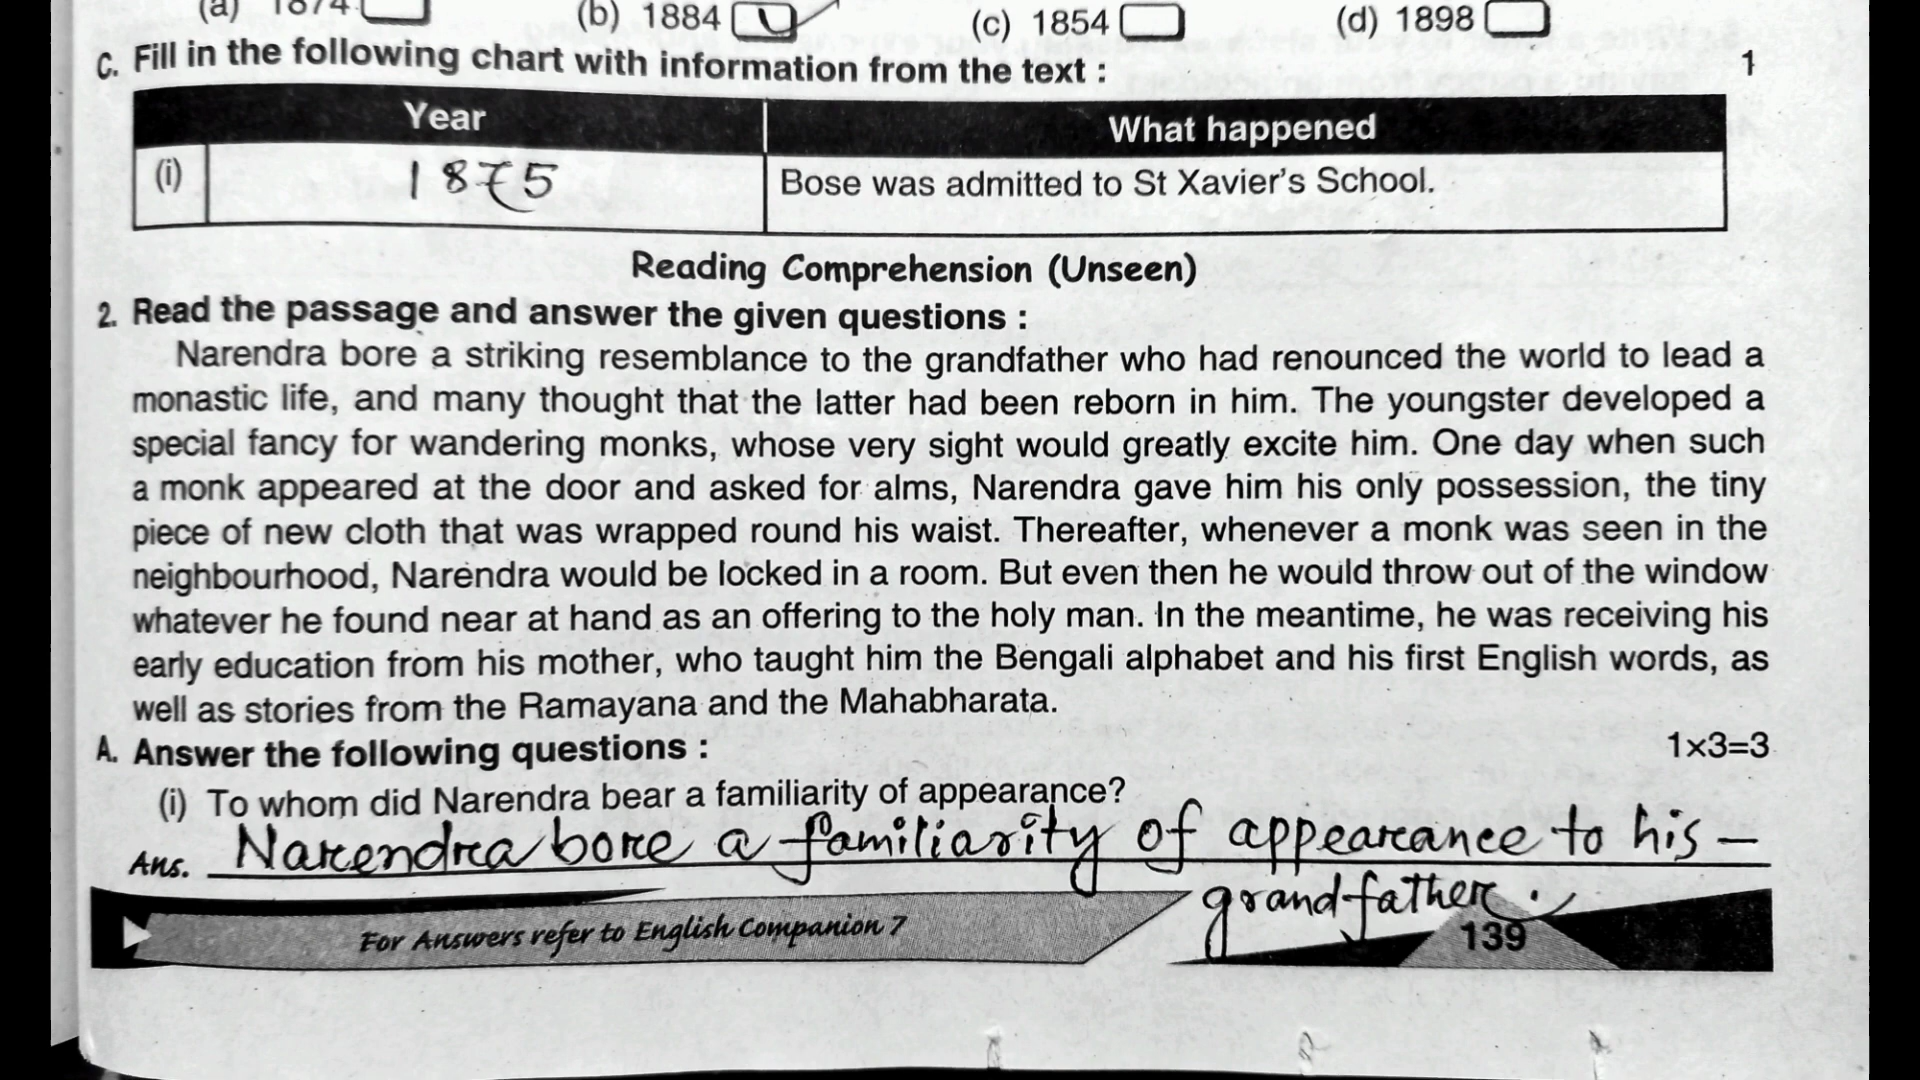 (a) 1874 (b) 1884 (c) 1854 (d) 1898
C. Fill in the following chart with information from the text : 1
Year What happened
(i) 1875 Bose was admitted to St Xavier's School.
Reading Comprehension (Unseen)
2. Read the passage and answer the given questions :
Narendra bore a striking resemblance to the grandfather who had renounced the world to lead a
monastic life, and many thought that the latter had been reborn in him. The youngster developed a
special fancy for wandering monks, whose very sight would greatly excite him. One day when such
a monk appeared at the door and asked for alms, Narendra gave him his only possession, the tiny
piece of new cloth that was wrapped round his waist. Thereafter, whenever a monk was seen in the
neighbourhood, Narendra would be locked in a room. But even then he would throw out of the window
whatever he found near at hand as an offering to the holy man. In the meantime, he was receiving his
early education from his mother, who taught him the Bengali alphabet and his first English words, as
well as stories from the Ramayana and the Mahabharata.
A. Answer the following questions : 1×3=3
(i) To whom did Narendra bear a familiarity of appearance?
Ans. Narendra bore a familiarity of appearance to his –
grandfather.
For Answers refer to English Companion 7
139